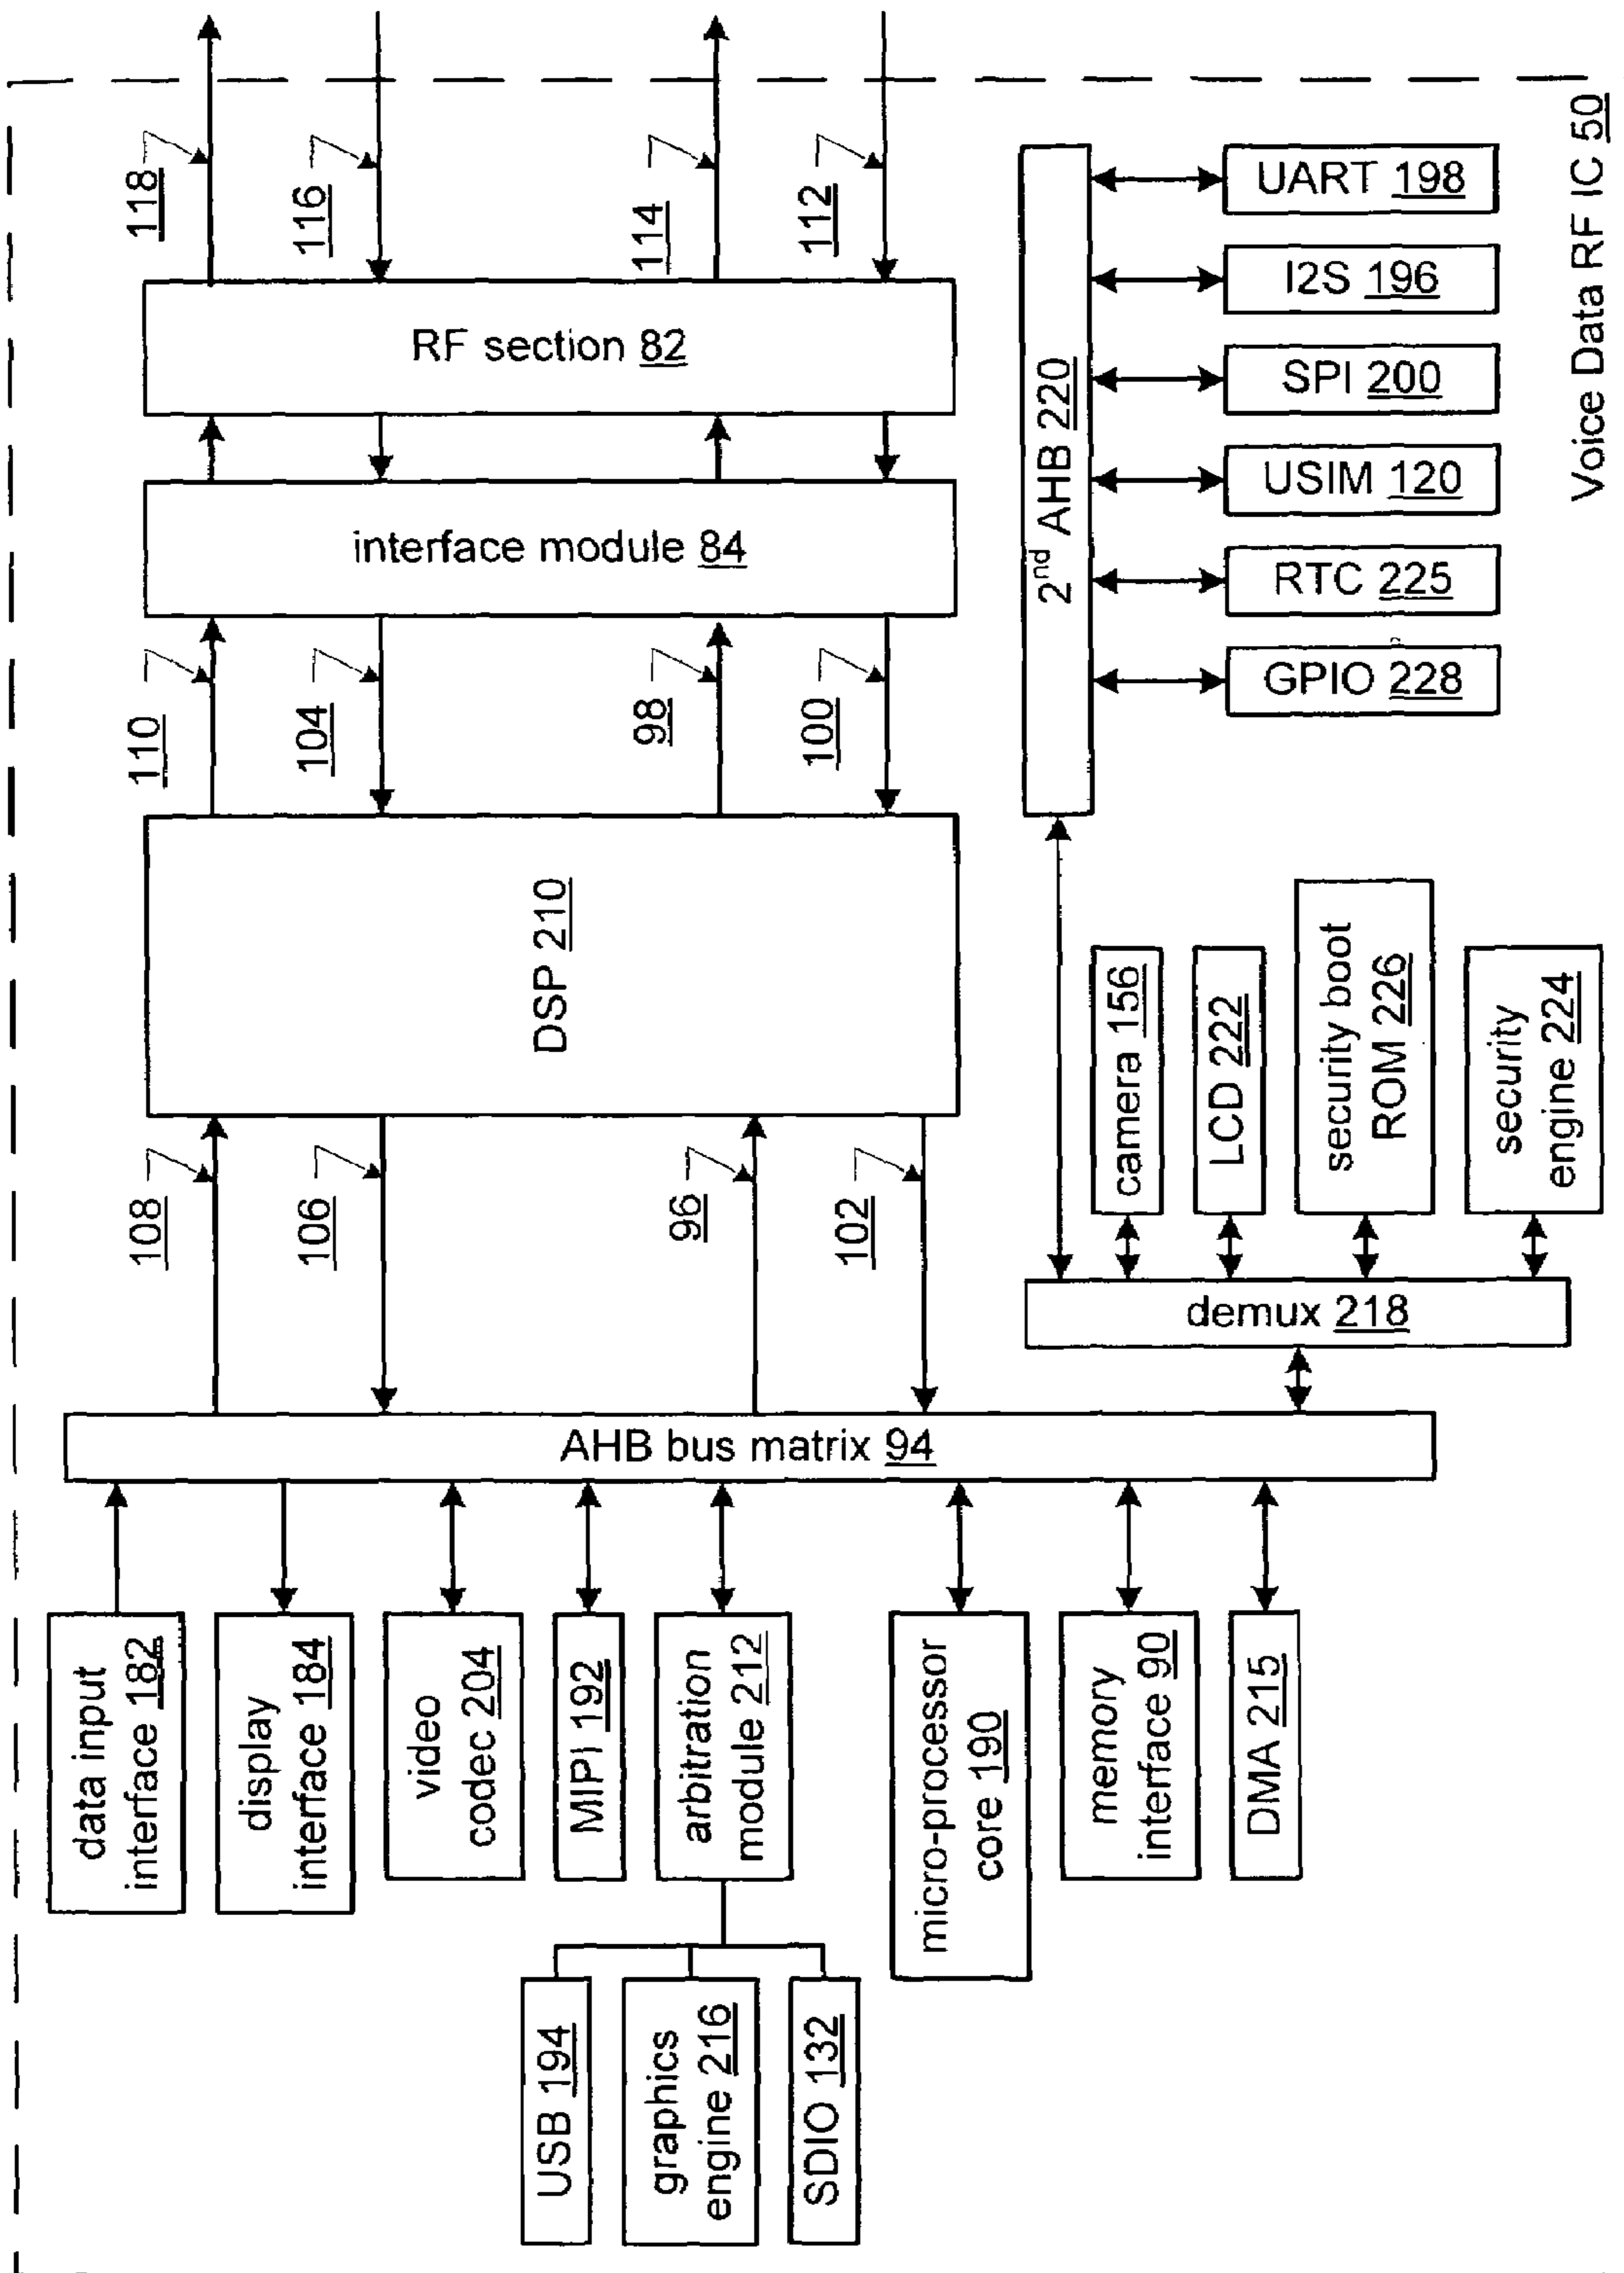 data input
interface 182
display
interface 184
video
codec 204
MIPI 192
arbitration
module 212
USB 194
graphics
engine 216
SDIO 132
micro-processor
core 190
memory
interface 90
DMA 215
AHB bus matrix 94
108
106
96
102
DSP 210
110
104
98
100
interface module 84
RF section 82
118
116
114
112
demux 218
camera 156
LCD 222
security boot
ROM 226
security
engine 224
2nd AHB 220
GPIO 228
RTC 225
USIM 120
SPI 200
I2S 196
UART 198
Voice Data RF IC 50